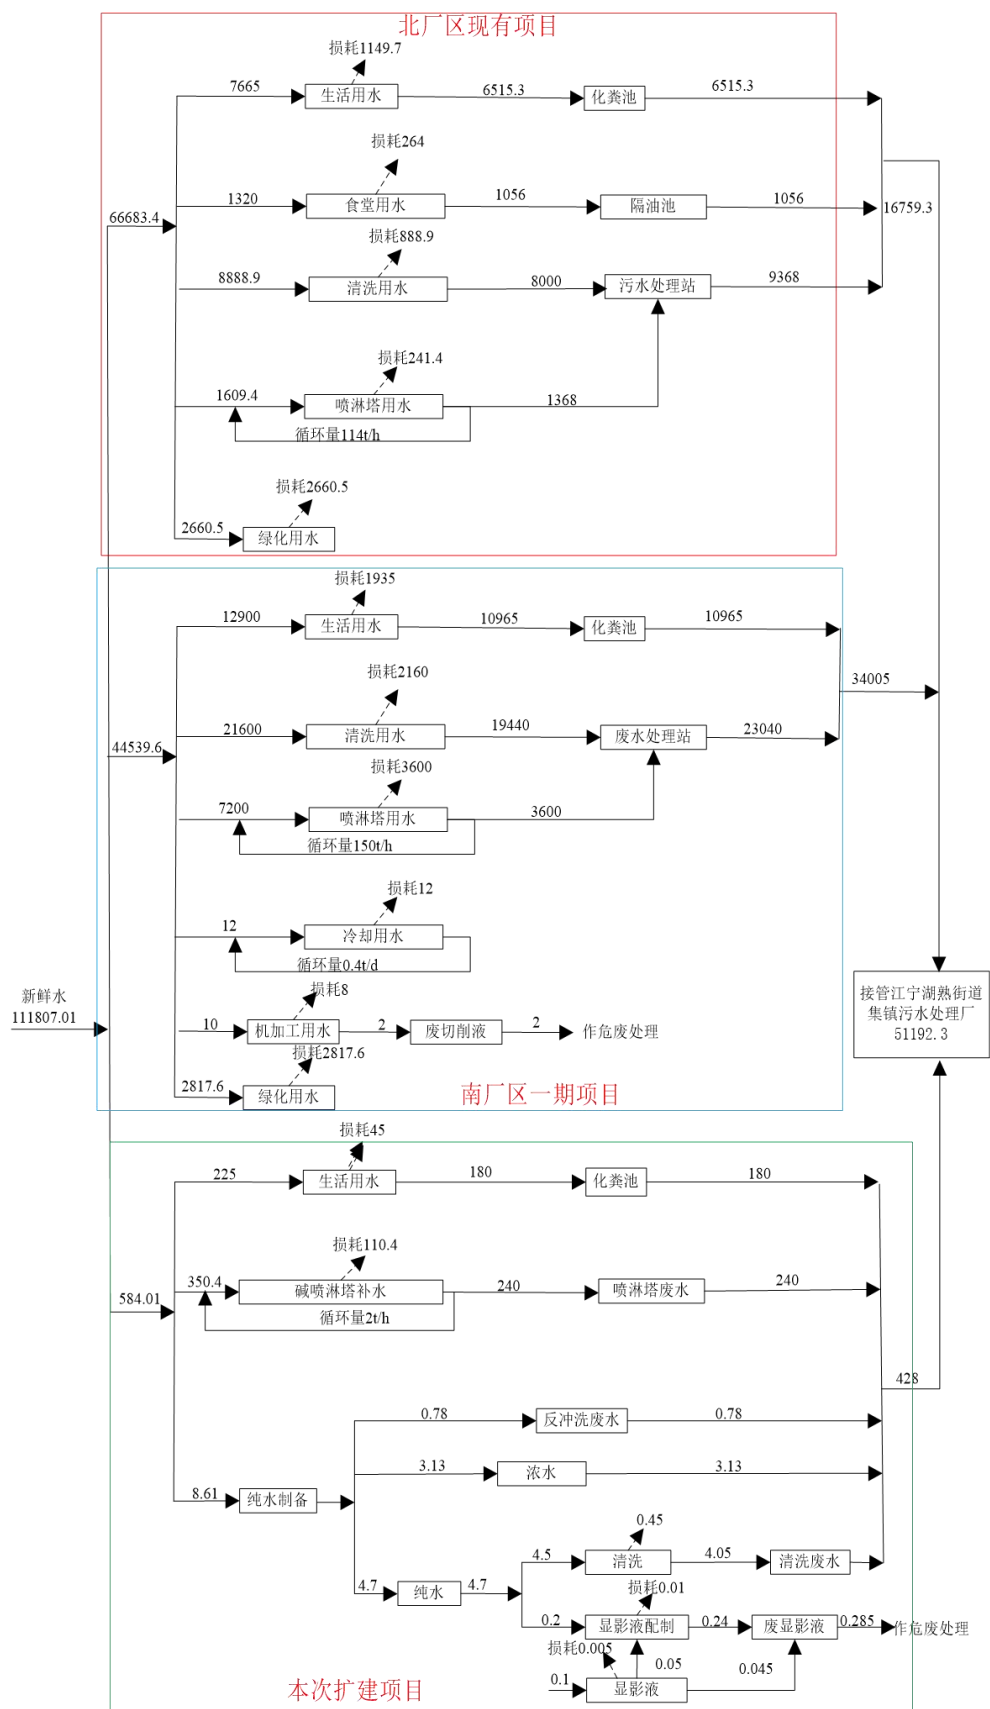 北厂区现有项目
损耗1149.7
7665
生活用水
6515.3
化粪池
6515.3
损耗264
1320
食堂用水
1056
隔油池
1056
66683.4
16759.3
损耗888.9
8888.9
清洗用水
8000
污水处理站
9368
损耗241.4
1609.4
喷淋塔用水
1368
循环量114t/h
损耗2660.5
2660.5
绿化用水
损耗1935
12900
生活用水
10965
化粪池
10965
34005
损耗2160
21600
清洗用水
19440
废水处理站
23040
44539.6
损耗3600
7200
喷淋塔用水
3600
循环量150t/h
损耗12
12
冷却用水
循环量0.4t/d
新鲜水
111807.01
接管江宁湖熟街道
集镇污水处理厂
51192.3
损耗8
10
机加工用水
2
废切削液
2
作危废处理
损耗2817.6
2817.6
绿化用水
南厂区一期项目
损耗45
225
生活用水
180
化粪池
180
损耗110.4
350.4
碱喷淋塔补水
240
喷淋塔废水
240
584.01
循环量2t/h
428
0.78
反冲洗废水
0.78
3.13
浓水
3.13
8.61
纯水制备
0.45
4.5
清洗
4.05
清洗废水
4.7
纯水
4.7
损耗0.01
0.2
显影液配制
0.24
废显影液
0.285
作危废处理
损耗0.005
0.05
0.045
0.1
显影液
本次扩建项目